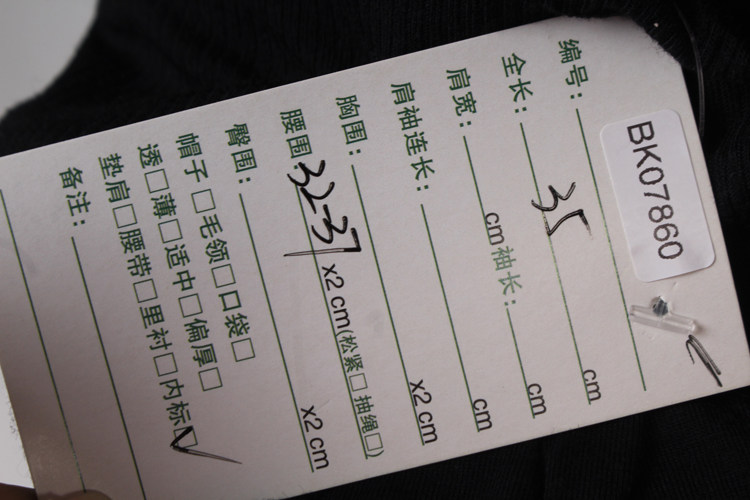 BK07860
编号:
全长: 35 cm
肩宽: cm 袖长: cm
肩袖连长: cm
胸围: x2 cm
腰围: 32-37 x2 cm(松紧□ 抽绳□)
臀围: x2 cm
帽子□ 毛领□ 口袋□
透□ 薄□ 适中□ 偏厚□
垫肩□ 腰带□ 里衬□ 内标☑
备注: